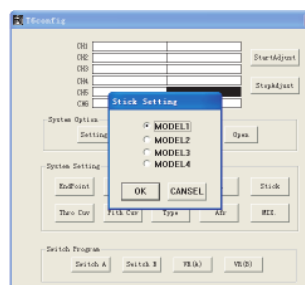 T6config
CH1
CH2
CH3
CH4
CH5
CH6
StartAdjust
StopAdjust
Stick Setting
MODEL1
MODEL2
MODEL3
MODEL4
OK CANSEL
System Option
Setting Open
System Setting
EndPoint Stick
Thro Cuv Pith Cuv Type Adr MIX.
Switch Program
Switch A Switch B VR(A) VR(B)